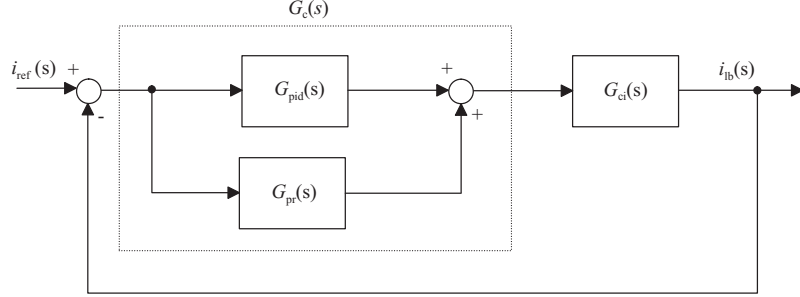 G_c(s)
i_ref (s)
+
-
G_pid(s)
+
+
G_ci(s)
i_lb(s)
G_pr(s)